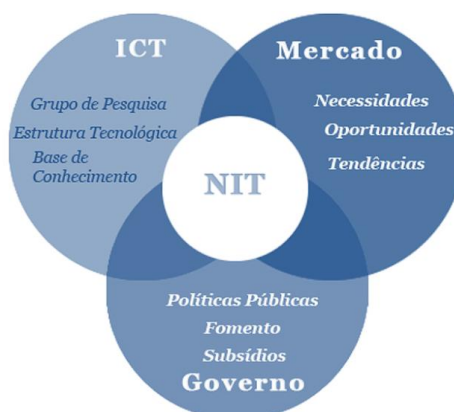 ICT
Grupo de Pesquisa
Estrutura Tecnológica
Base de
Conhecimento
Mercado
Necessidades
Oportunidades
Tendências
NIT
Políticas Públicas
Fomento
Subsídios
Governo